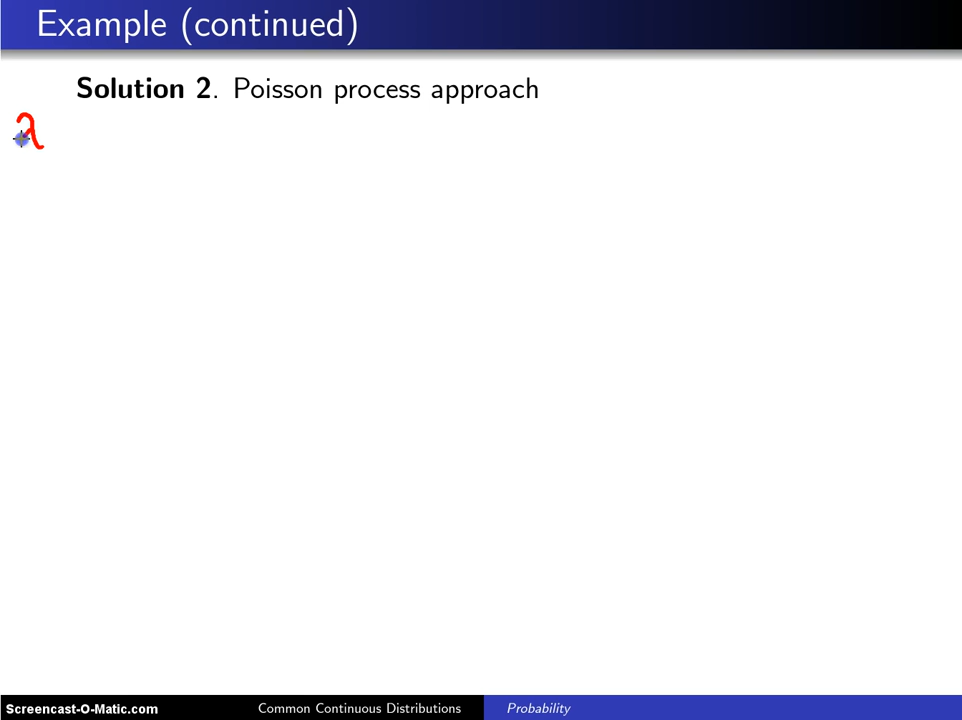 Example (continued)
Solution 2. Poisson process approach
λ
Screencast-O-Matic.com Common Continuous Distributions Probability